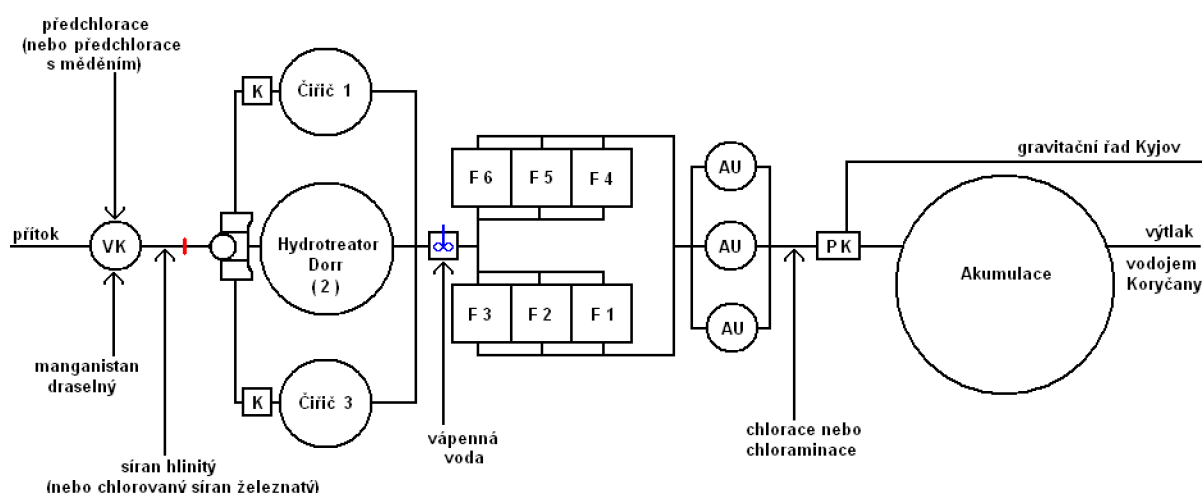 předchlorace
(nebo předchlorace
s měděním)
K
Čiřič 1
F 6
F 5
F 4
AU
gravitační řad Kyjov
přítok
VK
Hydrotreator
Dorr
( 2 )
AU
P K
Akumulace
výtlak
vodojem
Koryčany
F 3
F 2
F 1
AU
manganistan
draselný
K
Čiřič 3
vápenná
voda
chlorace nebo
chloraminace
síran hlinitý
(nebo chlorovaný síran železnatý)